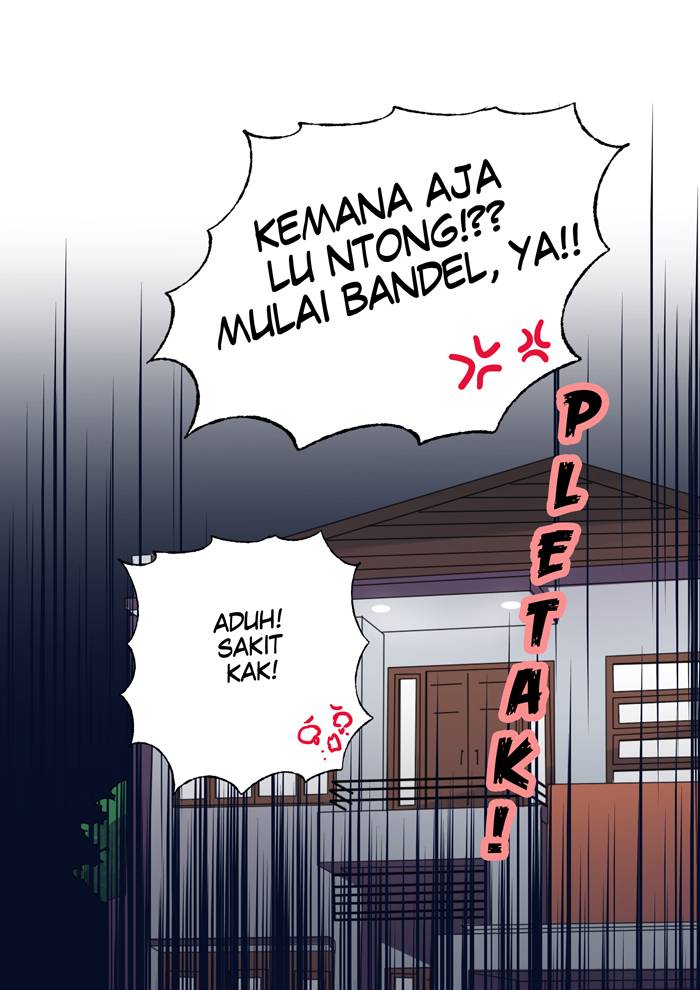 KEMANA AJA
LU NTONG!??
MULAI BANDEL, YA!!
PLETAK!
ADUH!
SAKIT
KAK!